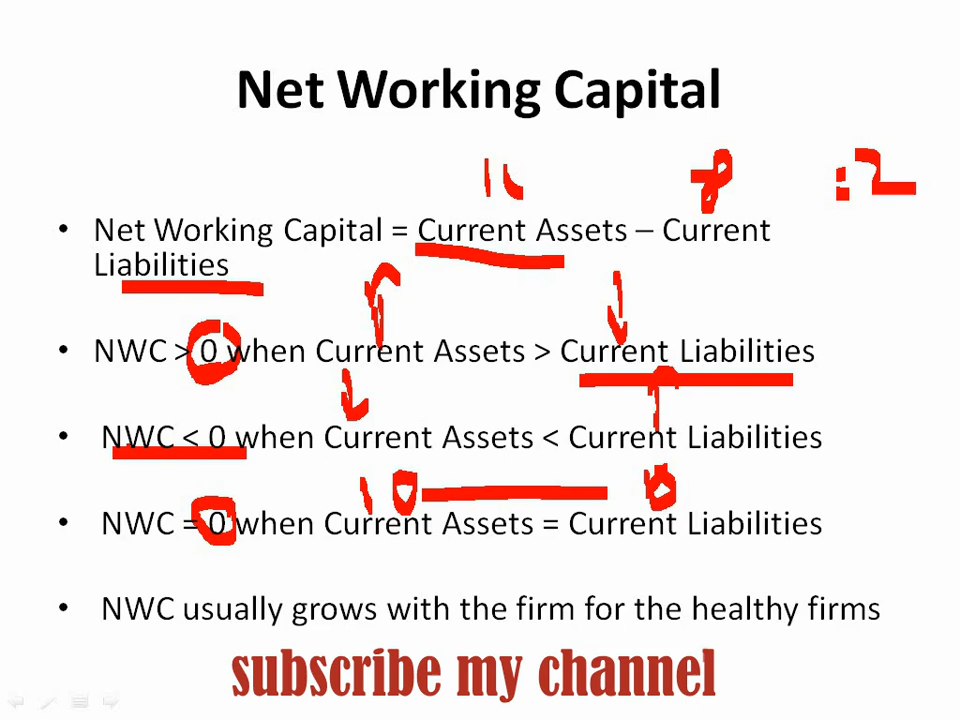 Net Working Capital
• Net Working Capital = Current Assets – Current
Liabilities
• NWC > 0 when Current Assets > Current Liabilities
• NWC < 0 when Current Assets < Current Liabilities
10
• NWC = 0 when Current Assets = Current Liabilities
• NWC usually grows with the firm for the healthy firms
subscribe my channel